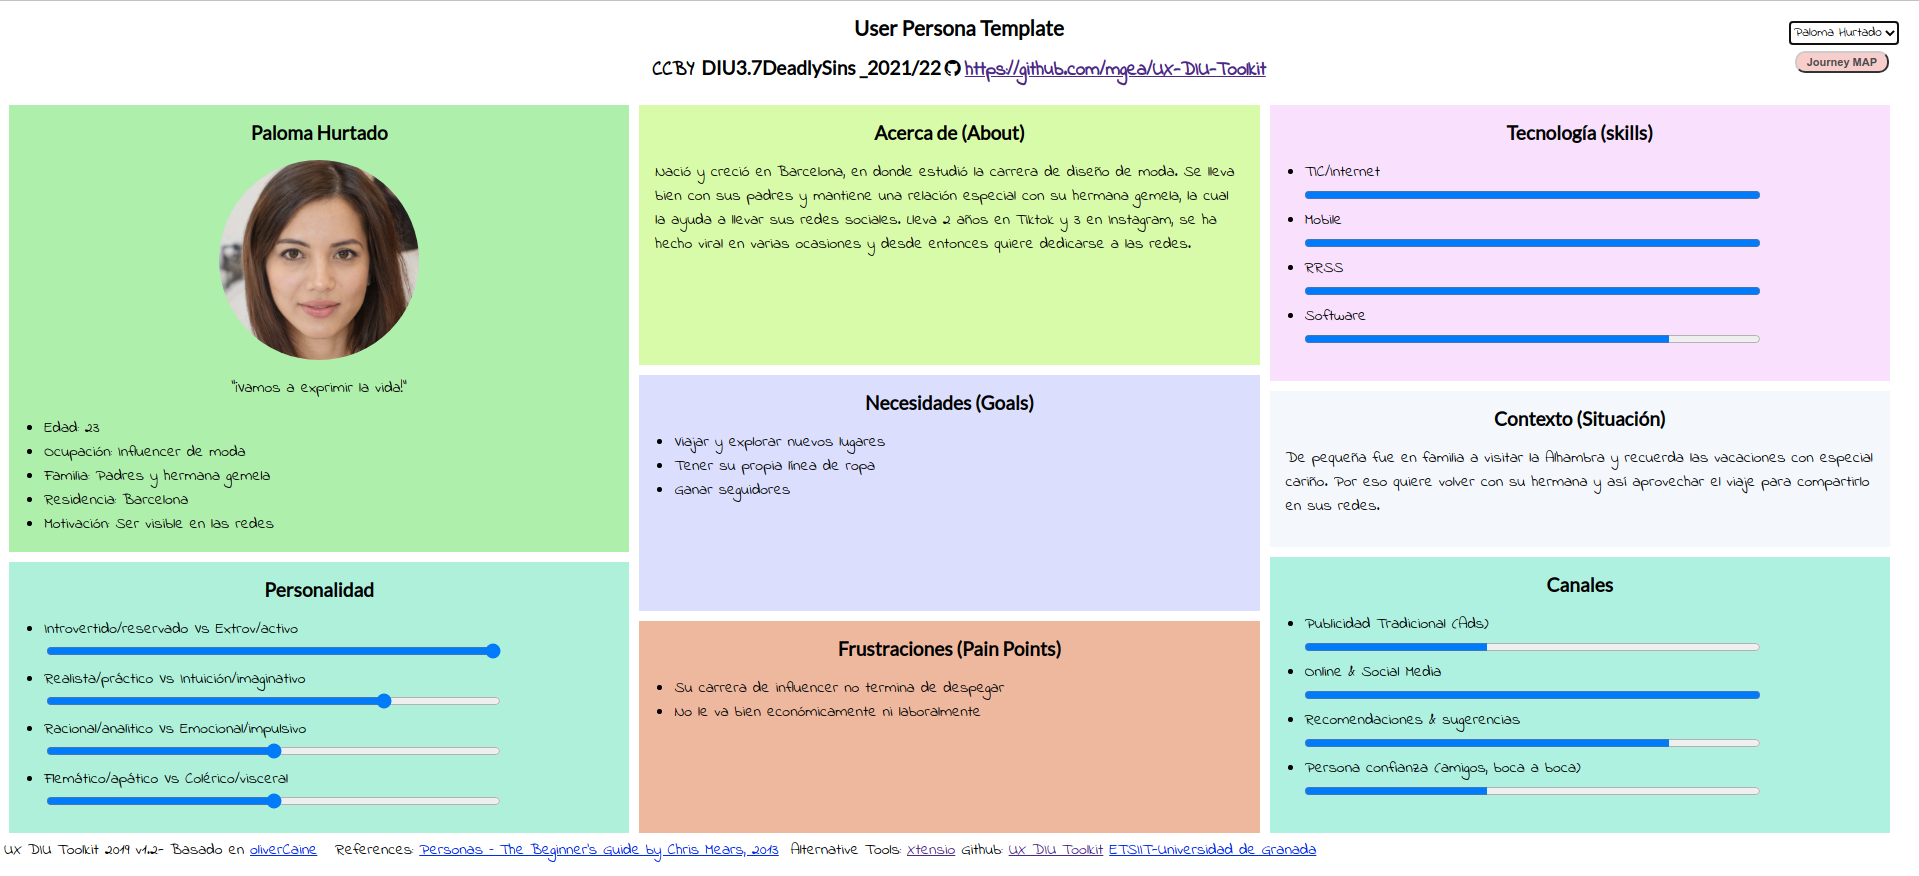 User Persona Template
CCBY DIU3.7DeadlySins _2021/22 https://github.com/mgea/UX-DIU-Toolkit
Paloma Hurtado
Journey MAP
Paloma Hurtado
"¡Vamos a exprimir la vida!"
Edad: 23
Ocupación: Influencer de moda
Familia: Padres y hermana gemela
Residencia: Barcelona
Motivación: Ser visible en las redes
Personalidad
Introvertido/reservado Vs Extrov/activo
Realista/práctico Vs Intuición/imaginativo
Racional/analitico Vs Emocional/impulsivo
Flemático/apático Vs Colérico/visceral
Acerca de (About)
Nació y creció en Barcelona, en donde estudió la carrera de diseño de moda. Se lleva
bien con sus padres y mantiene una relación especial con su hermana gemela, la cual
la ayuda a llevar sus redes sociales. Lleva 2 años en Tiktok y 3 en Instagram, se ha
hecho viral en varias ocasiones y desde entonces quiere dedicarse a las redes.
Necesidades (Goals)
Viajar y explorar nuevos lugares
Tener su propia línea de ropa
Ganar seguidores
Frustraciones (Pain Points)
Su carrera de influencer no termina de despegar
No le va bien económicamente ni laboralmente
Tecnología (skills)
TIC/Internet
Mobile
RRSS
Software
Contexto (Situación)
De pequeña fue en familia a visitar la Alhambra y recuerda las vacaciones con especial
cariño. Por eso quiere volver con su hermana y así aprovechar el viaje para compartirlo
en sus redes.
Canales
Publicidad Tradicional (Ads)
Online & Social Media
Recomendaciones & sugerencias
Persona confianza (amigos, boca a boca)
UX DIU Toolkit 2019 v1.2- Basado en oliverCaine References: Personas - The Beginner's Guide by Chris Mears, 2013 Alternative Tools: Xtensio Github: UX DIU Toolkit ETSIIT-Universidad de Granada